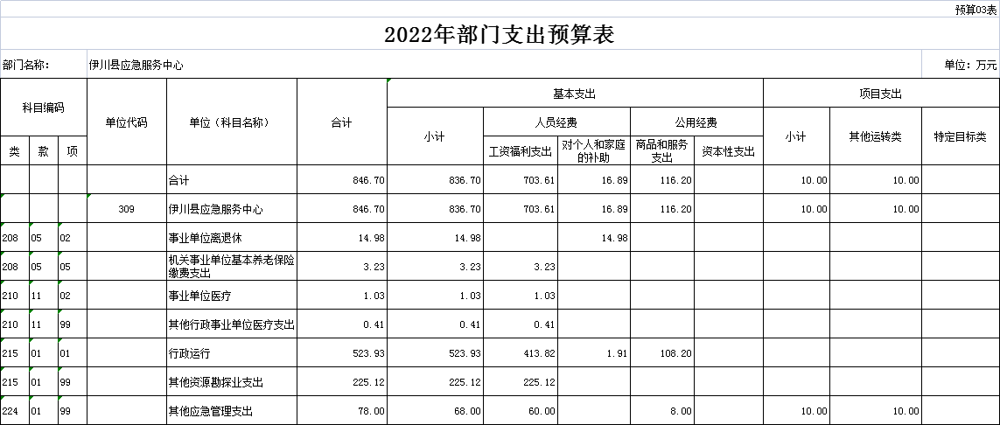 预算03表
2022年部门支出预算表
部门名称： 伊川县应急服务中心 单位：万元
科目编码 单位代码 单位（科目名称） 合计 基本支出 项目支出
小计 人员经费 公用经费 小计 其他运转类 特定目标类
类 款 项 工资福利支出 对个人和家庭的补助 商品和服务支出 资本性支出
合计 846.70 836.70 703.61 16.89 116.20 10.00 10.00
309 伊川县应急服务中心 846.70 836.70 703.61 16.89 116.20 10.00 10.00
208 05 02 事业单位离退休 14.98 14.98 14.98
208 05 05 机关事业单位基本养老保险缴费支出 3.23 3.23 3.23
210 11 02 事业单位医疗 1.03 1.03 1.03
210 11 99 其他行政事业单位医疗支出 0.41 0.41 0.41
215 01 01 行政运行 523.93 523.93 413.82 1.91 108.20
215 01 99 其他资源勘探业支出 225.12 225.12 225.12
224 01 99 其他应急管理支出 78.00 68.00 60.00 8.00 10.00 10.00